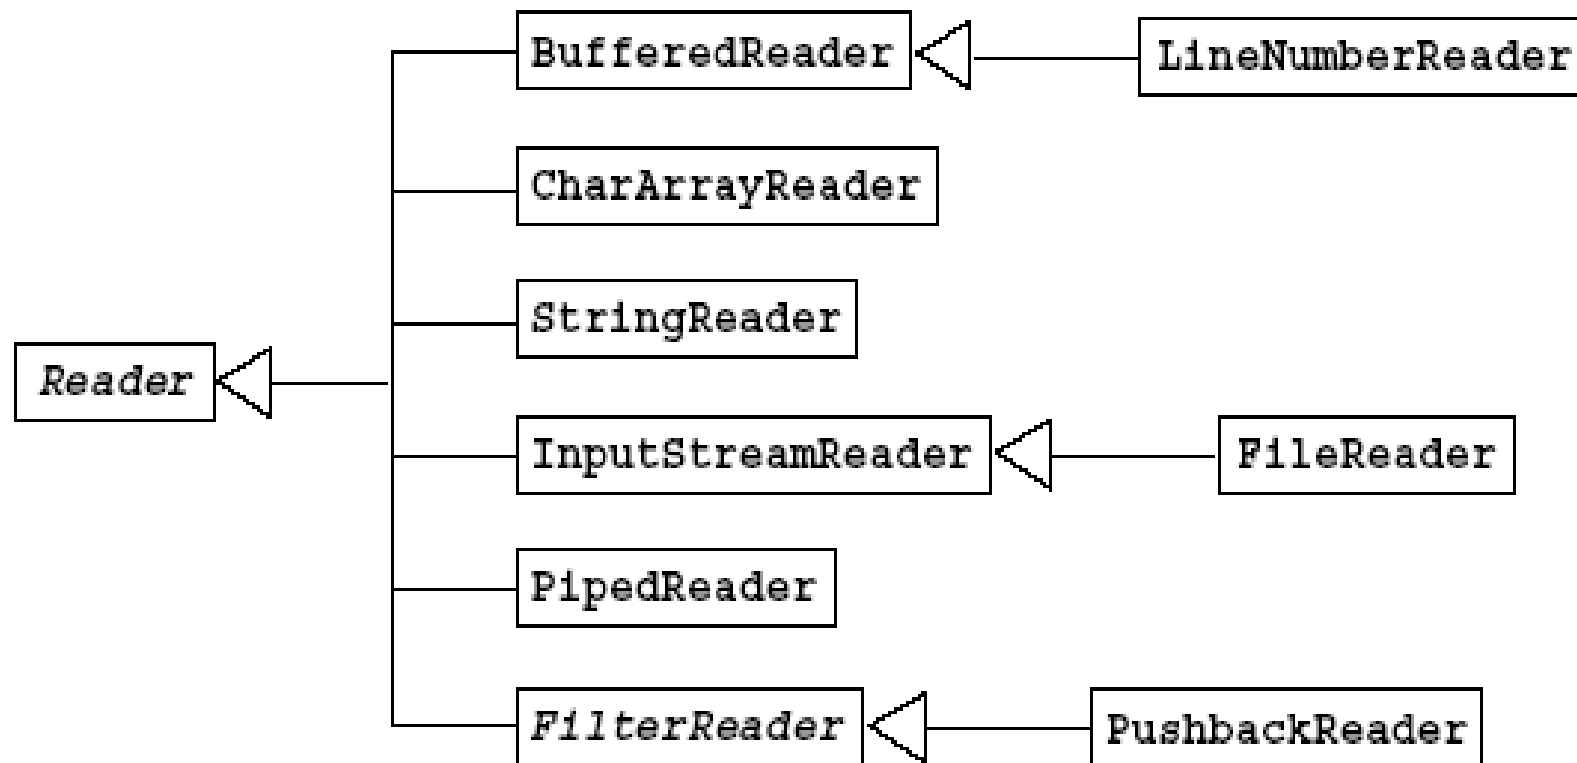 BufferedReader
LineNumberReader
CharArrayReader
StringReader
Reader
InputStreamReader
FileReader
PipedReader
FilterReader
PushbackReader